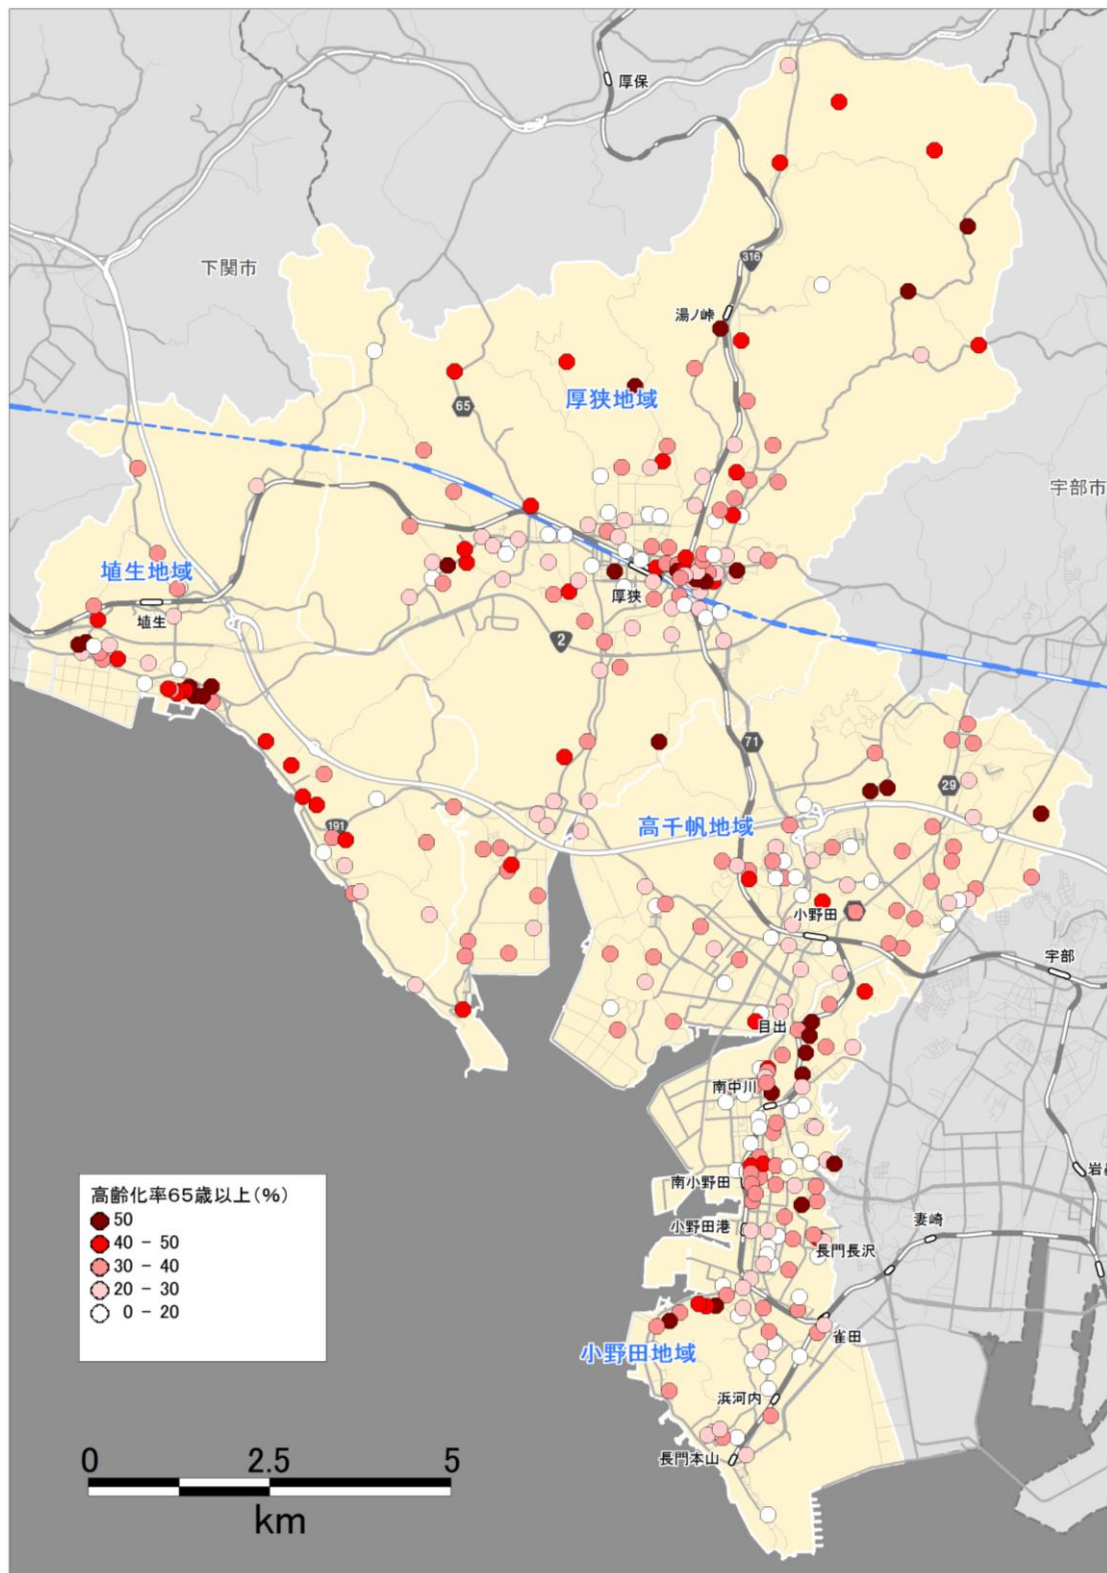 厚保
下関市
316
湯ノ峠
65
厚狭地域
宇部市
埴生地域
埴生
厚狭
2
71
29
191
高千帆地域
小野田
宇部
目出
南中川
南小野田
小野田港
長門長沢
妻崎
雀田
小野田地域
浜河内
長門本山
高齢化率65歳以上(%)
50
40 - 50
30 - 40
20 - 30
0 - 20
0 2.5 5
km